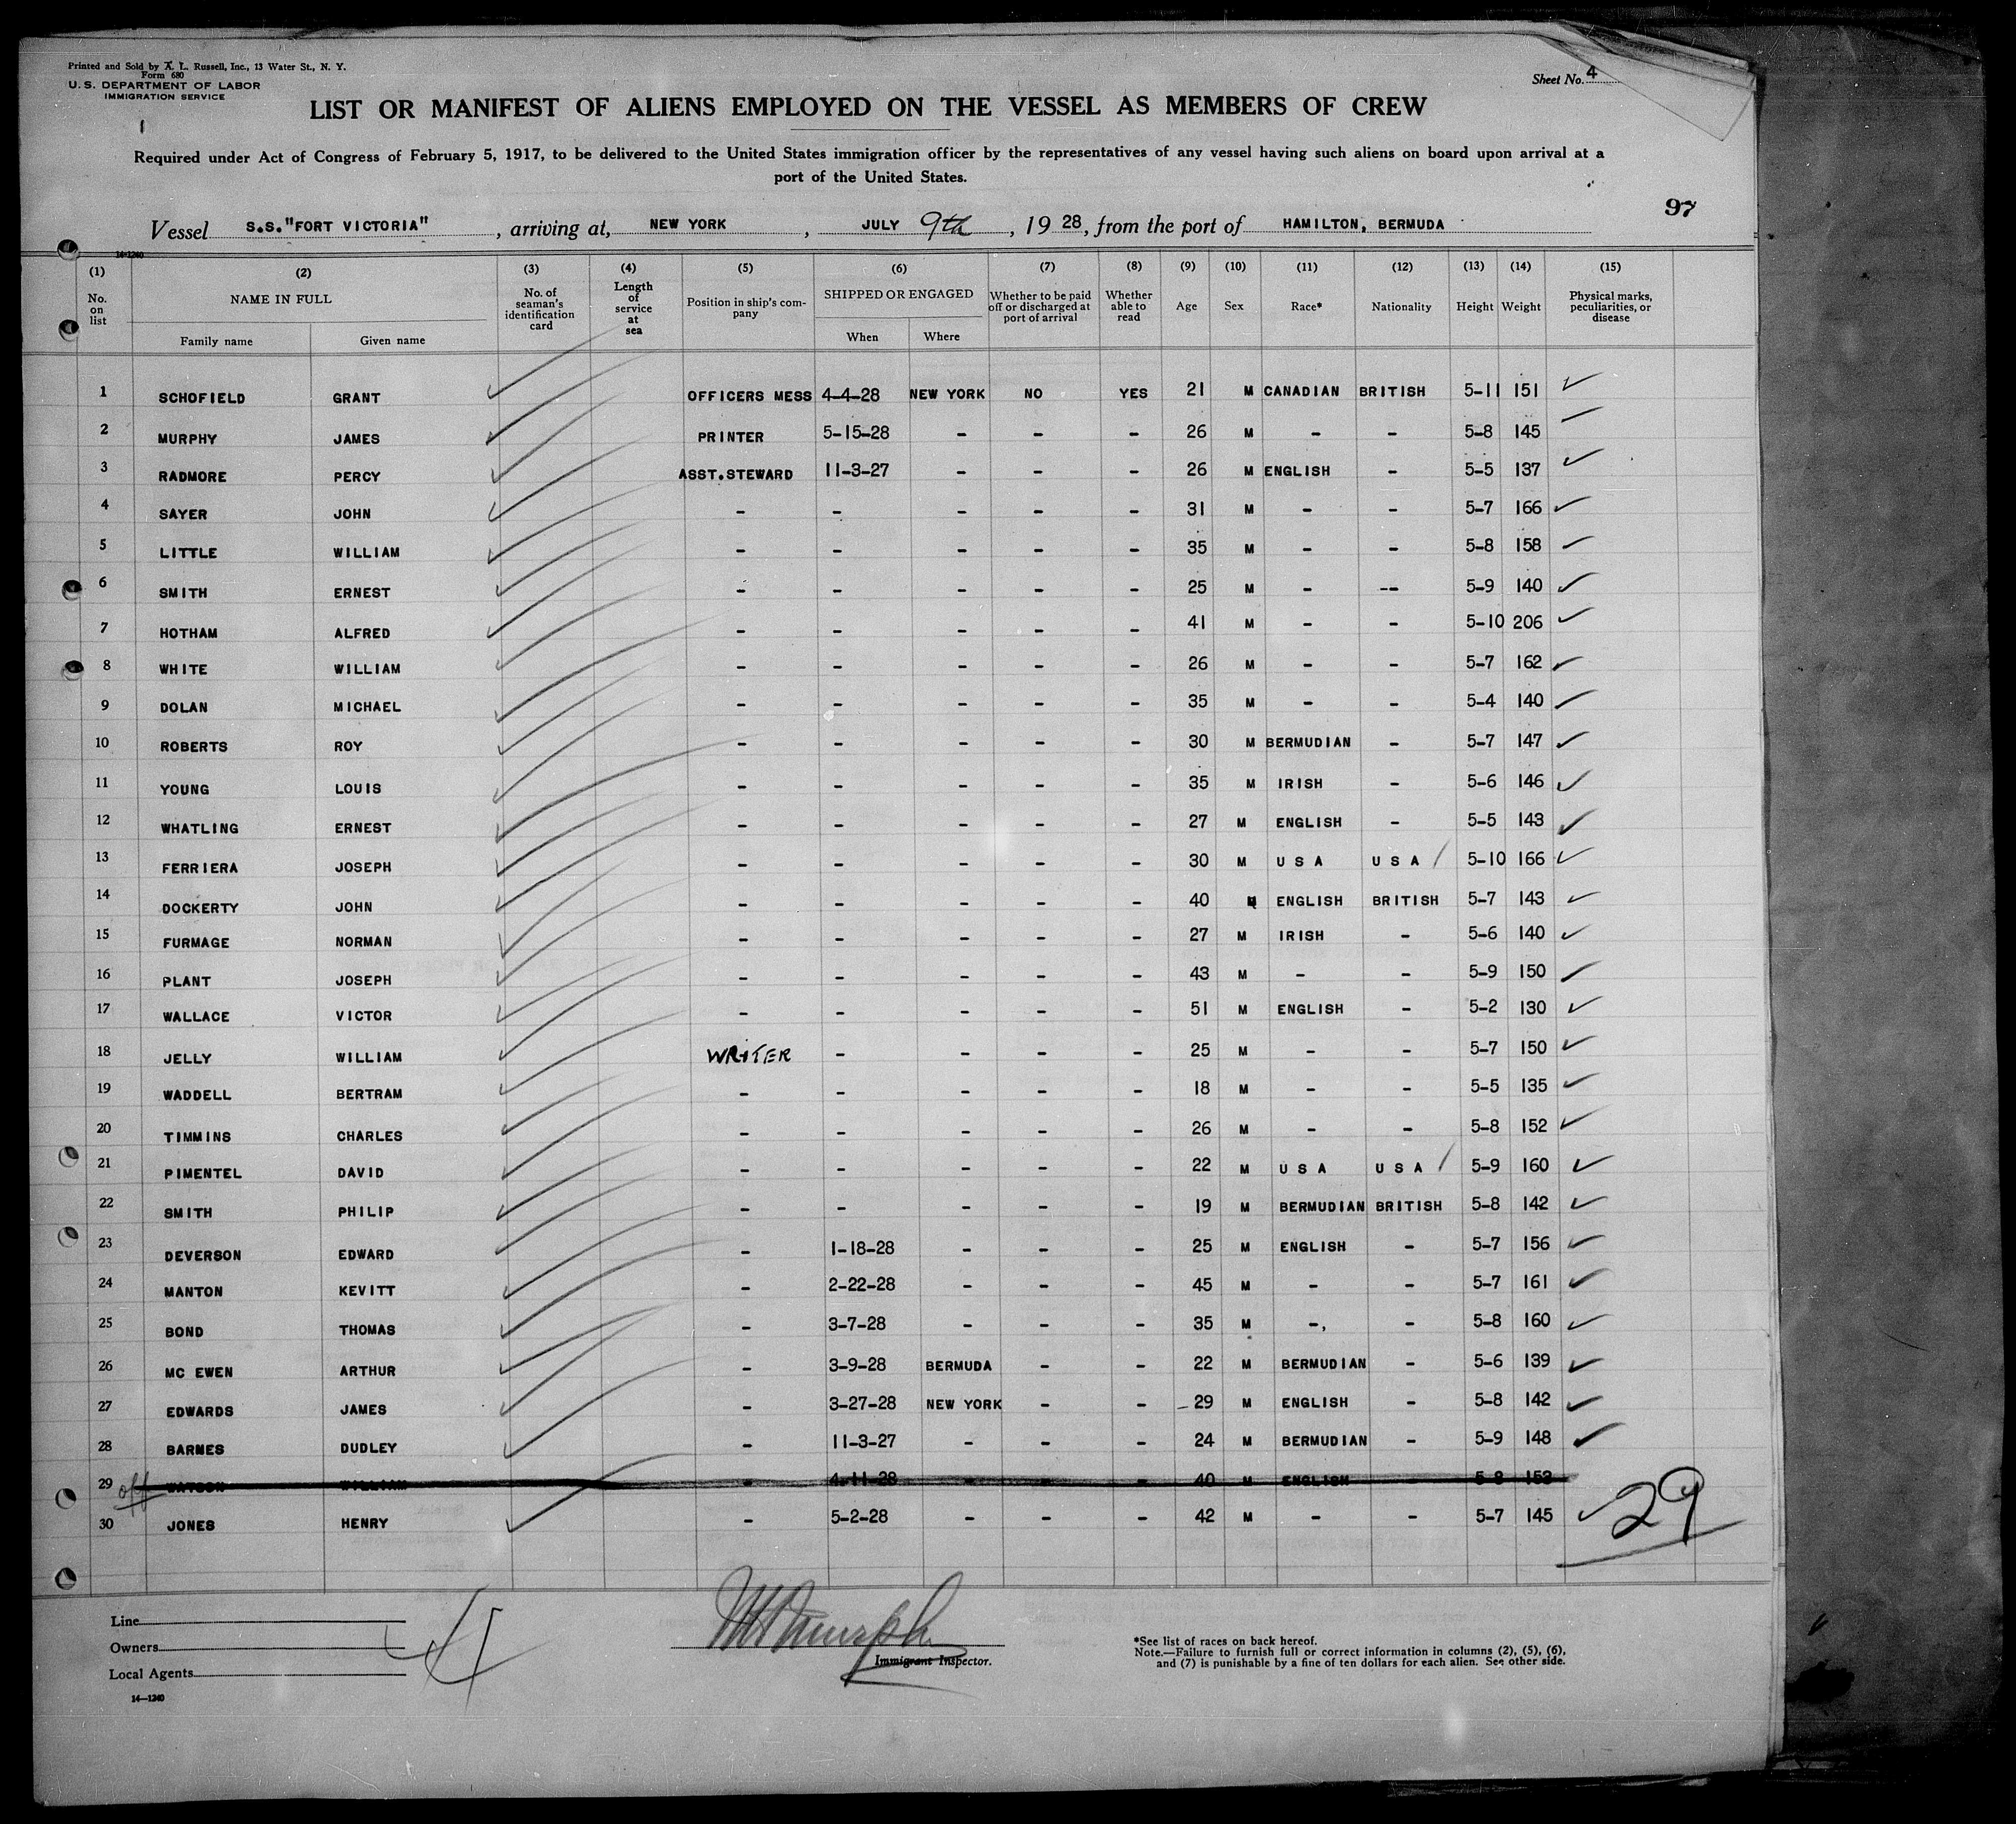 Printed and Sold by A. L. Russell, Inc., 13 Water St., N. Y.
Form 680
U. S. DEPARTMENT OF LABOR
IMMIGRATION SERVICE
Sheet No. 4
LIST OR MANIFEST OF ALIENS EMPLOYED ON THE VESSEL AS MEMBERS OF CREW
Required under Act of Congress of February 5, 1917, to be delivered to the United States immigration officer by the representatives of any vessel having such aliens on board upon arrival at a
port of the United States.
97
Vessel S.S."FORT VICTORIA", arriving at, NEW YORK, JULY 9th, 1928, from the port of HAMILTON, BERMUDA
14-1240
(1) (2) (3) (4) (5) (6) (7) (8) (9) (10) (11) (12) (13) (14) (15)
No. on list NAME IN FULL Family name Given name No. of seaman's identification card Length of service at sea Position in ship's company SHIPPED OR ENGAGED When Where Whether to be paid off or discharged at port of arrival Whether able to read Age Sex Race* Nationality Height Weight Physical marks, peculiarities, or disease
1 SCHOFIELD GRANT OFFICERS MESS 4-4-28 NEW YORK NO YES 21 M CANADIAN BRITISH 5-11 151
2 MURPHY JAMES PRINTER 5-15-28 - - - 26 M - - 5-8 145
3 RADMORE PERCY ASST.STEWARD 11-3-27 - - - 26 M ENGLISH - 5-5 137
4 SAYER JOHN - - - - - 31 M - - 5-7 166
5 LITTLE WILLIAM - - - - - 35 M - - 5-8 158
6 SMITH ERNEST - - - - - 25 M - -- 5-9 140
7 HOTHAM ALFRED - - - - - 41 M - - 5-10 206
8 WHITE WILLIAM - - - - - 26 M - - 5-7 162
9 DOLAN MICHAEL - - - - - 35 M - - 5-4 140
10 ROBERTS ROY - - - - - 30 M BERMUDIAN - 5-7 147
11 YOUNG LOUIS - - - - - 35 M IRISH - 5-6 146
12 WHATLING ERNEST - - - - - 27 M ENGLISH - 5-5 143
13 FERRIERA JOSEPH - - - - - 30 M U S A U S A 5-10 166
14 DOCKERTY JOHN - - - - - 40 M ENGLISH BRITISH 5-7 143
15 FURMAGE NORMAN - - - - - 27 M IRISH - 5-6 140
16 PLANT JOSEPH - - - - - 43 M - - 5-9 150
17 WALLACE VICTOR - - - - - 51 M ENGLISH - 5-2 130
18 JELLY WILLIAM WRITER - - - - 25 M - - 5-7 150
19 WADDELL BERTRAM - - - - - 18 M - - 5-5 135
20 TIMMINS CHARLES - - - - - 26 M - - 5-8 152
21 PIMENTEL DAVID - - - - - 22 M U S A U S A 5-9 160
22 SMITH PHILIP - - - - - 19 M BERMUDIAN BRITISH 5-8 142
23 DEVERSON EDWARD - 1-18-28 - - - 25 M ENGLISH - 5-7 156
24 MANTON KEVITT - 2-22-28 - - - 45 M - - 5-7 161
25 BOND THOMAS - 3-7-28 - - - 35 M -, - 5-8 160
26 MC EWEN ARTHUR - 3-9-28 BERMUDA - - 22 M BERMUDIAN - 5-6 139
27 EDWARDS JAMES - 3-27-28 NEW YORK - - 29 M ENGLISH - 5-8 142
28 BARNES DUDLEY - 11-3-27 - - - 24 M BERMUDIAN - 5-9 148
29 off WATSON WILLIAM - 4-11-28 - - - 40 M ENGLISH - 5-8 153
30 JONES HENRY - 5-2-28 - - - 42 M - - 5-7 145
29
Line
Owners
Local Agents
14-1240
4
Immigrant Inspector.
*See list of races on back hereof.
Note.—Failure to furnish full or correct information in columns (2), (5), (6),
and (7) is punishable by a fine of ten dollars for each alien. See other side.